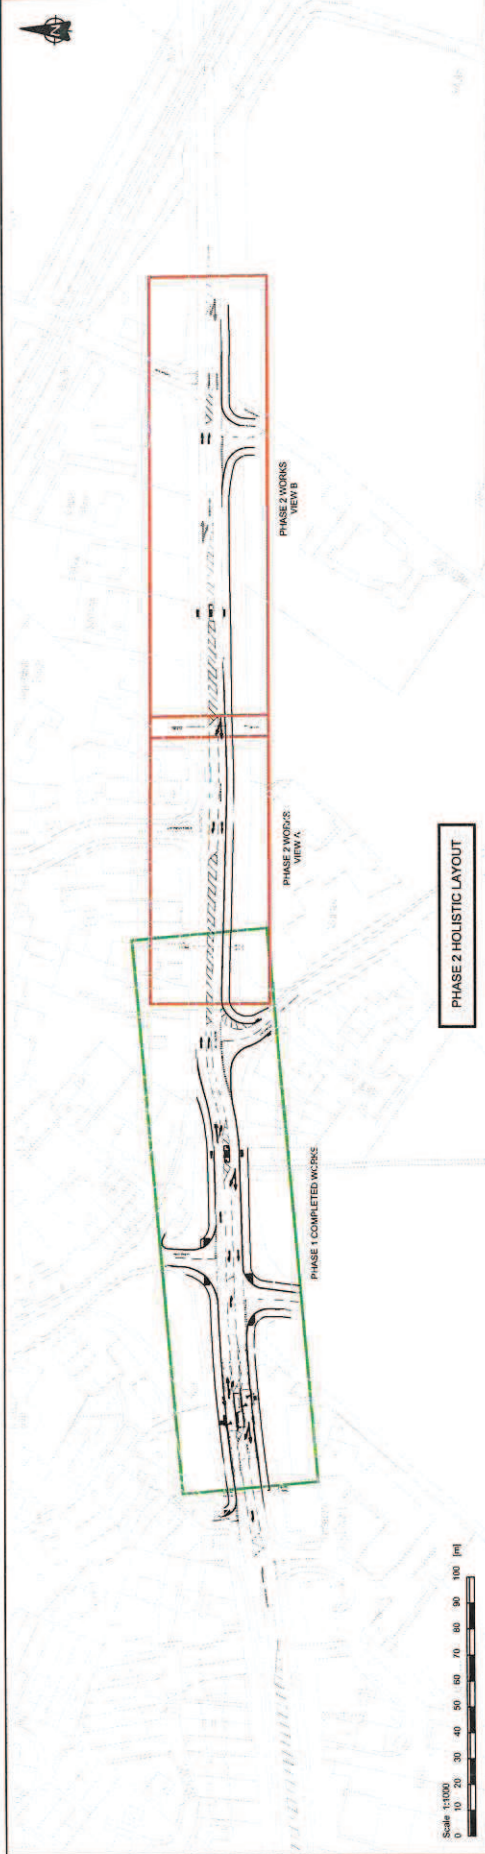 N
PHASE 2 WORKS
VIEW B
PHASE 2 WORKS
VIEW A
PHASE 1 COMPLETED WORKS
PHASE 2 HOLISTIC LAYOUT
Scale 1:1000
0 10 20 30 40 50 60 70 80 90 100 [m]